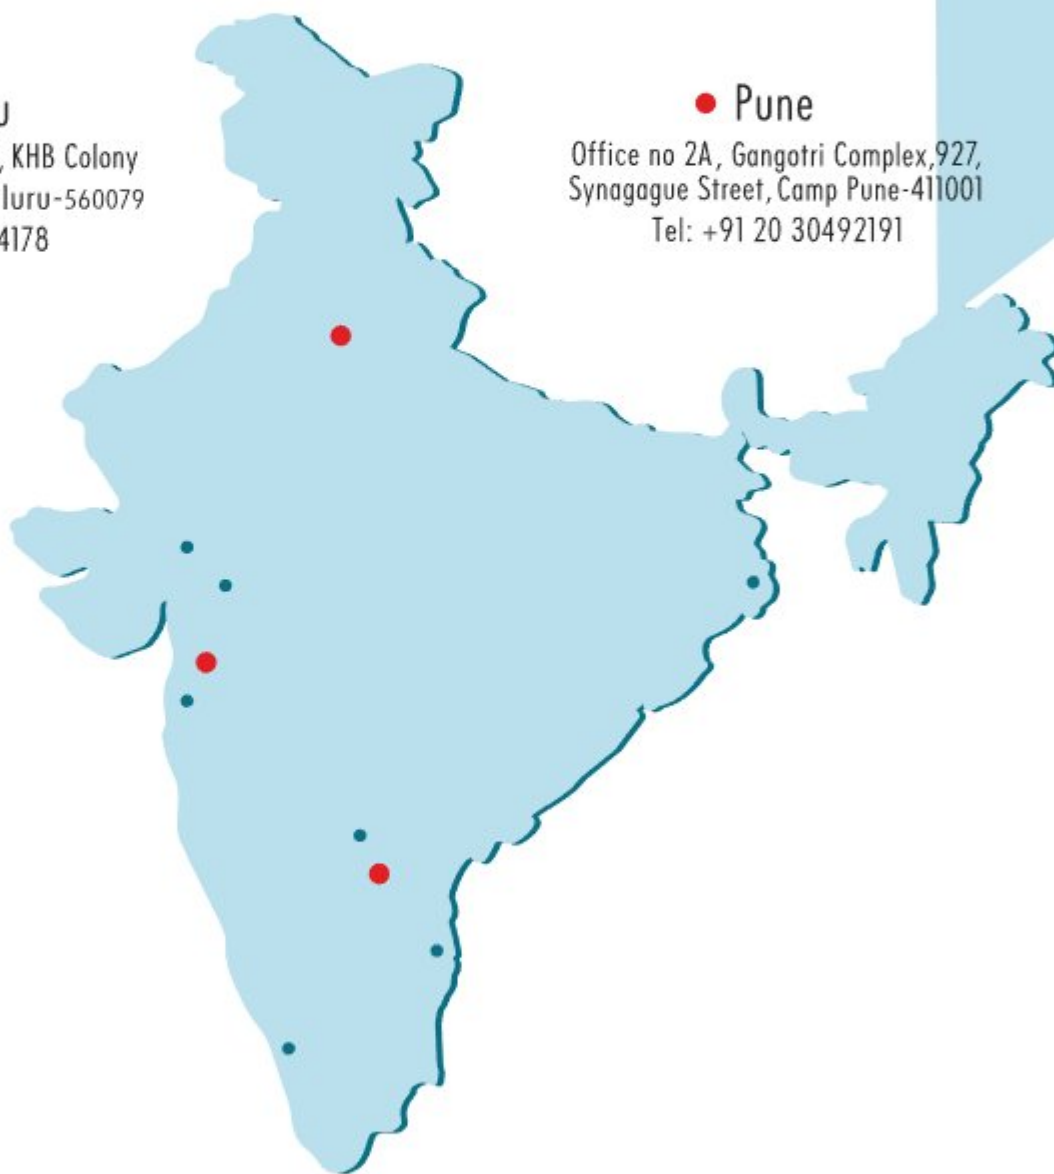 , KHB Colony
luru-560079
4178
Pune
Office no 2A, Gangotri Complex,927,
Synagague Street, Camp Pune-411001
Tel: +91 20 30492191